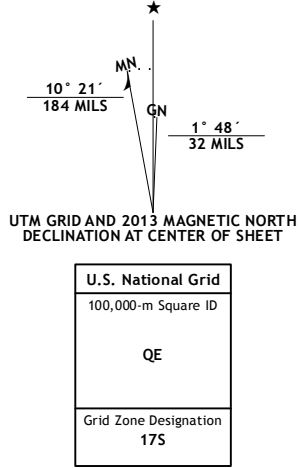 ★
MN
10° 21´
184 MILS
GN
1° 48´
32 MILS
UTM GRID AND 2013 MAGNETIC NORTH
DECLINATION AT CENTER OF SHEET
U.S. National Grid
100,000-m Square ID
QE
Grid Zone Designation
17S